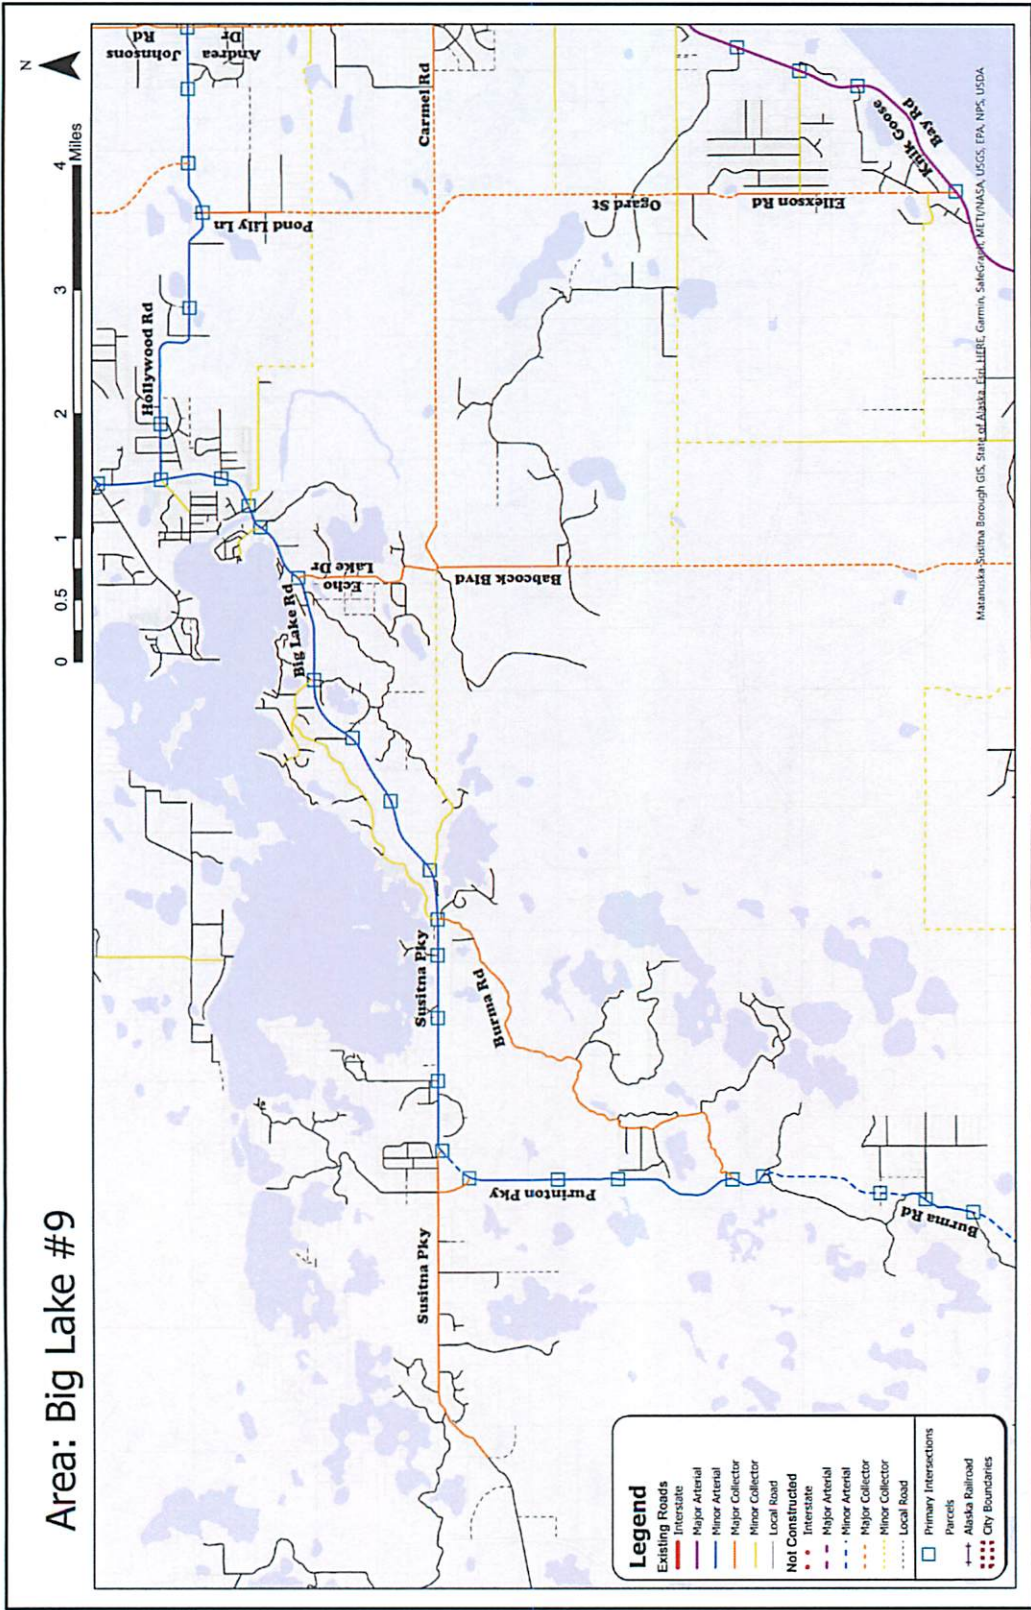 Area: Big Lake #9
N
0 0.5 1 2 3 4
Miles
Johnsons
Rd
Andrea
Dr
Hollywood Rd
Pond Lily Ln
Carmel Rd
Big Lake Rd
Echo
Lake Dr
Babcock Blvd
Ogard St
Ellexson Rd
Knik Goose
Bay Rd
Susitna Pky
Susitna Pky
Burma Rd
Purinton Pky
Burma Rd
Matanuska-Susitna Borough GIS, State of Alaska, Esri, HERE, Garmin, SafeGraph, METI/NASA, USGS, EPA, NPS, USDA
Legend
Existing Roads
Interstate
Major Arterial
Minor Arterial
Major Collector
Minor Collector
Local Road
Not Constructed
Interstate
Major Arterial
Minor Arterial
Major Collector
Minor Collector
Local Road
Primary Intersections
Parcels
Alaska Railroad
City Boundaries